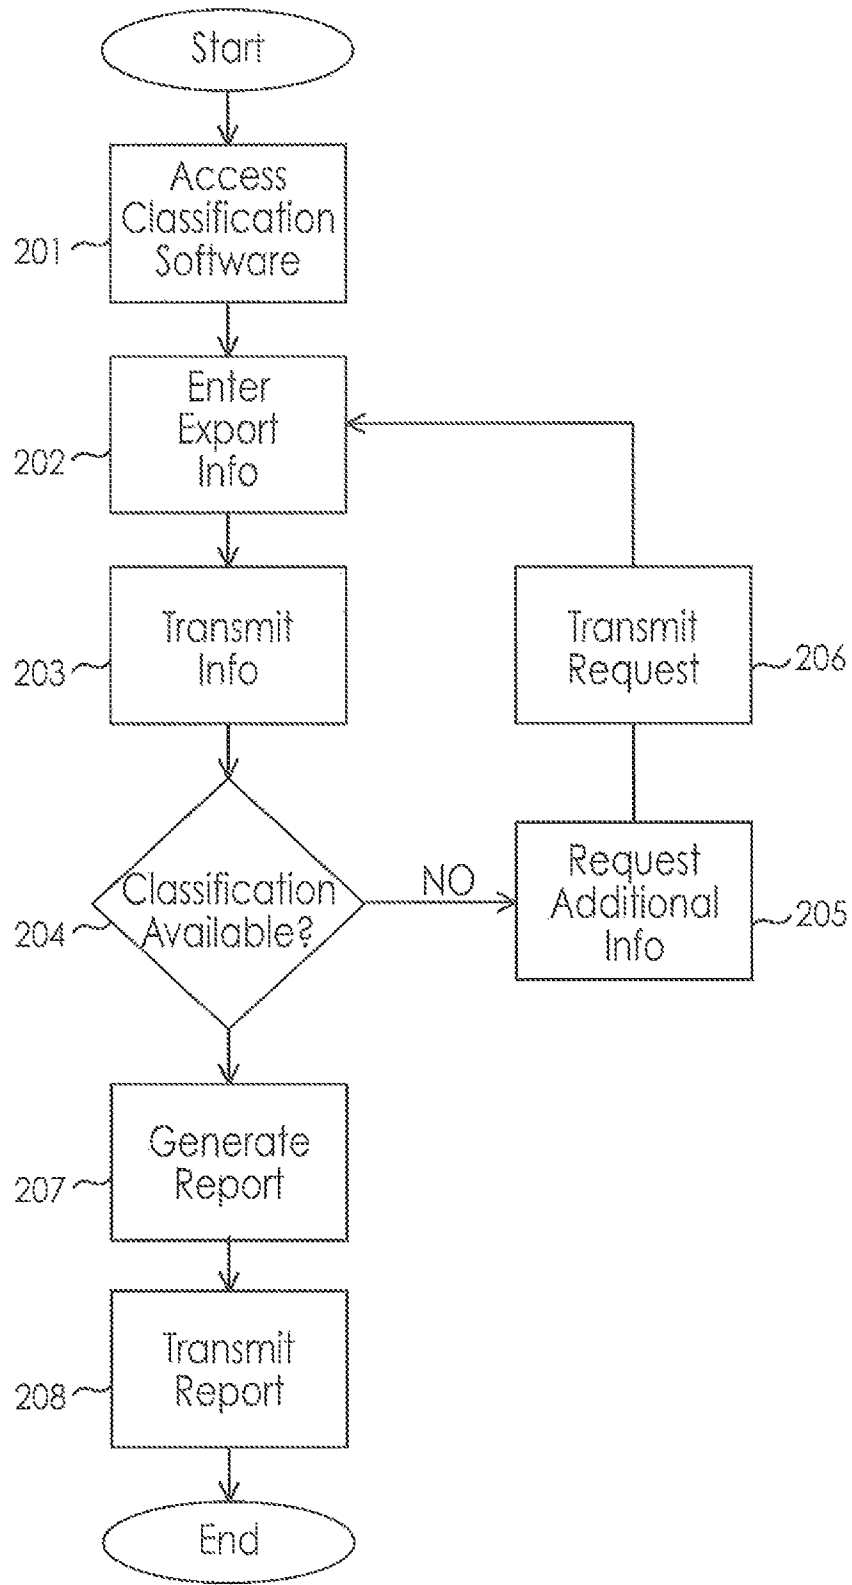 Start
Access
Classification
Software
201
Enter
Export
Info
202
Transmit
Info
203
Transmit
Request
206
Classification
Available?
204
NO
Request
Additional
Info
205
Generate
Report
207
Transmit
Report
208
End